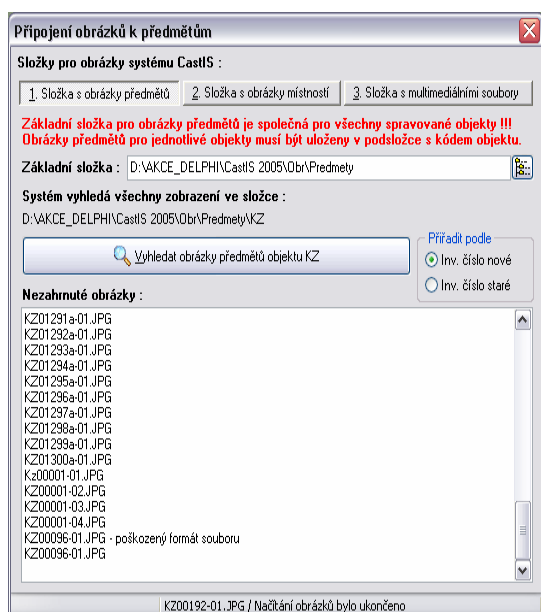 Připojení obrázků k předmětům
Složky pro obrázky systému CastIS :
1. Složka s obrázky předmětů 2. Složka s obrázky místností 3. Složka s multimediálními soubory
Základní složka pro obrázky předmětů je společná pro všechny spravované objekty !!!
Obrázky předmětů pro jednotlivé objekty musí být uloženy v podsložce s kódem objektu.
Základní složka : D:\AKCE_DELPHI\CastIS 2005\Obr\Predmety
Systém vyhledá všechny zobrazení ve složce :
D:\AKCE_DELPHI\CastIS 2005\Obr\Predmety\KZ
Vyhledat obrázky předmětů objektu KZ
Přiřadit podle
Inv. číslo nové
Inv. číslo staré
Nezahrnuté obrázky :
KZ01291a-01.JPG
KZ01292a-01.JPG
KZ01293a-01.JPG
KZ01294a-01.JPG
KZ01295a-01.JPG
KZ01296a-01.JPG
KZ01297a-01.JPG
KZ01298a-01.JPG
KZ01299a-01.JPG
KZ01300a-01.JPG
Kz00001-01.JPG
KZ00001-02.JPG
KZ00001-03.JPG
KZ00001-04.JPG
KZ00096-01.JPG - poškozený formát souboru
KZ00096-01.JPG
KZ00192-01.JPG / Načítání obrázků bylo ukončeno